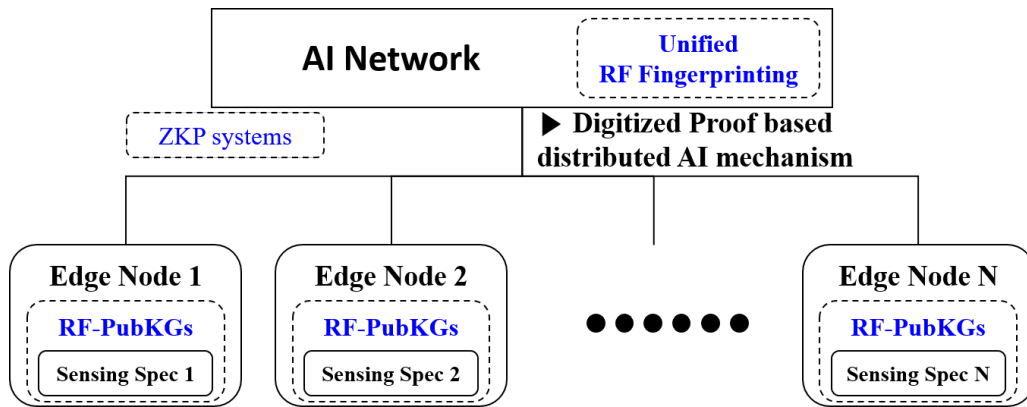 AI Network
Unified
RF Fingerprinting
ZKP systems
▶ Digitized Proof based
distributed AI mechanism
Edge Node 1
RF-PubKGs
Sensing Spec 1
Edge Node 2
RF-PubKGs
Sensing Spec 2
●●●●●●
Edge Node N
RF-PubKGs
Sensing Spec N